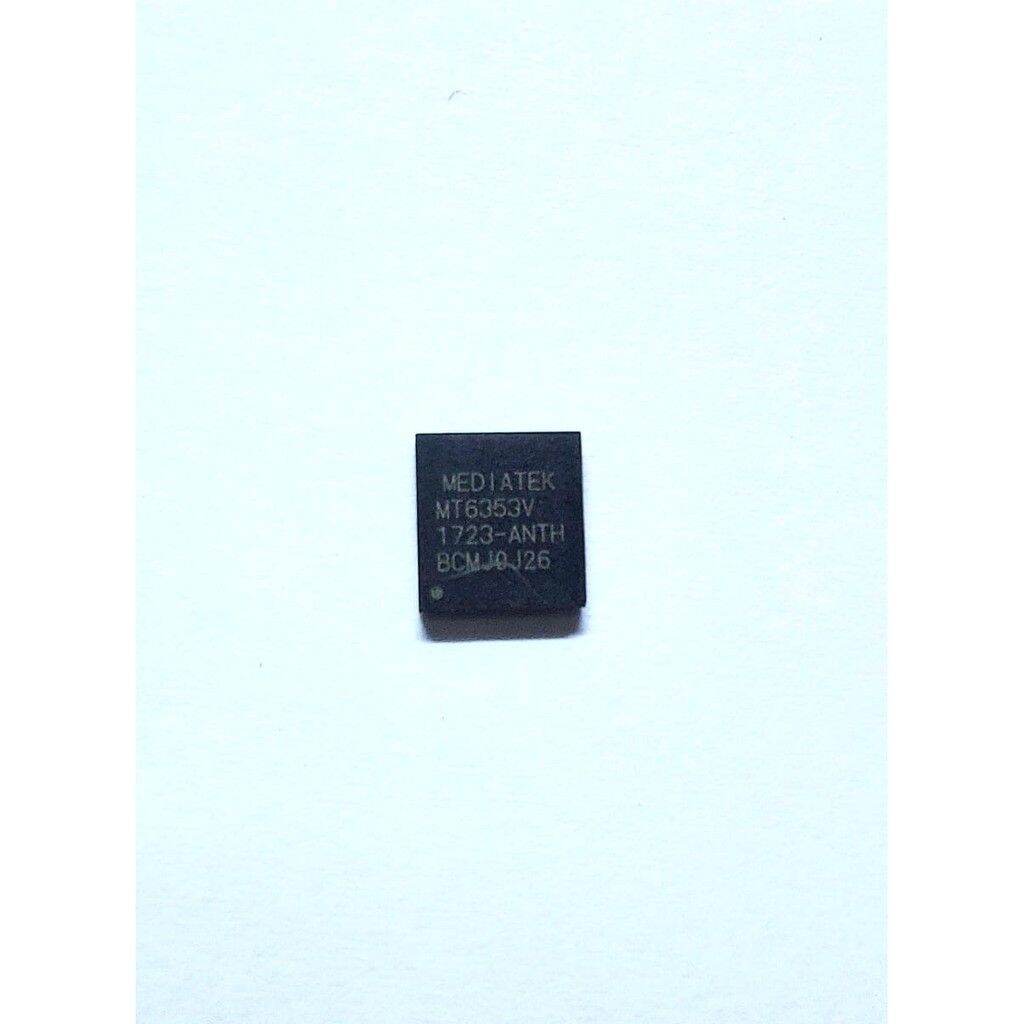 MEDIATEK
MT6353V
1723-ANTH
BCMJ0J26